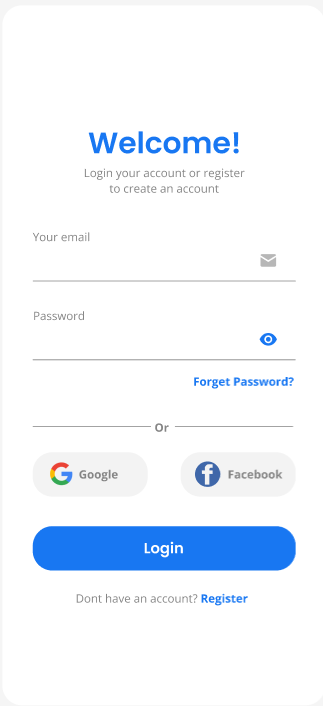 Welcome!
Login your account or register
to create an account
Your email
Password
Forget Password?
Or
Google
Facebook
Login
Dont have an account? Register